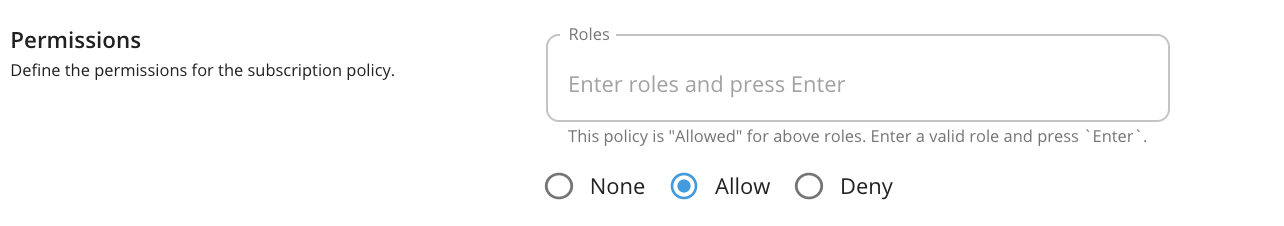 Permissions
Define the permissions for the subscription policy.
Roles
Enter roles and press Enter
This policy is "Allowed" for above roles. Enter a valid role and press `Enter`.
None Allow Deny